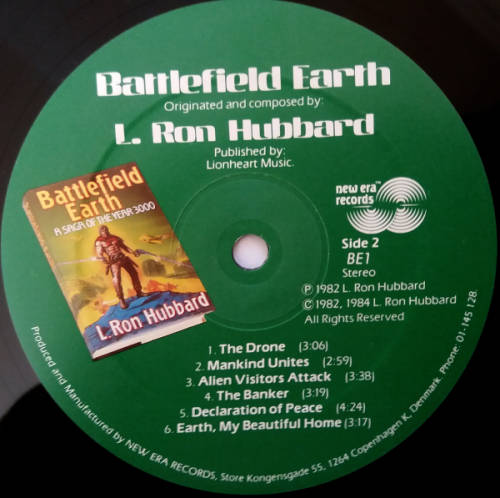 Battlefield Earth
Originated and composed by:
L. Ron Hubbard
Published by:
Lionheart Music.
Battlefield
Earth
A SAGA OF THE YEAR 3000
L. Ron Hubbard
new era™
records
Side 2
BE1
Stereo
Ⓟ 1982 L. Ron Hubbard
© 1982, 1984 L. Ron Hubbard
All Rights Reserved
1. The Drone (3:06)
2. Mankind Unites (2:59)
3. Alien Visitors Attack (3:38)
4. The Banker (3:19)
5. Declaration of Peace (4:24)
6. Earth, My Beautiful Home (3:17)
Produced and Manufactured by NEW ERA RECORDS, Store Kongensgade 55, 1264 Copenhagen K, Denmark. Phone: 01-145 128.